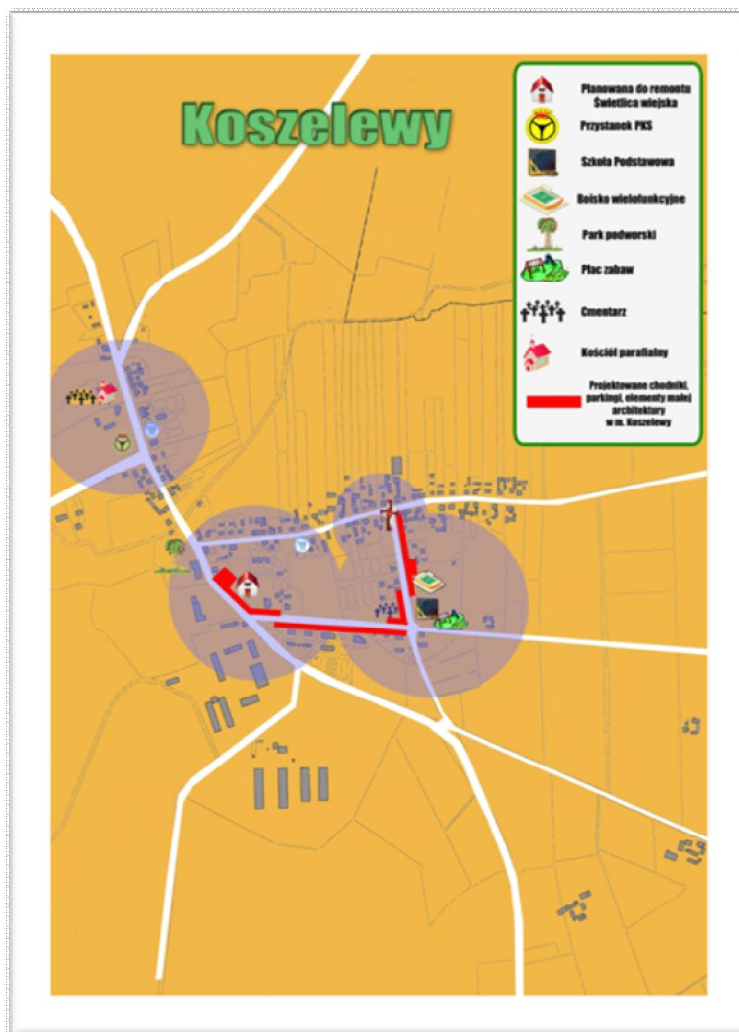 Koszelewy
Planowana do remontu
Świetlica wiejska
Przystanek PKS
Szkoła Podstawowa
Boisko wielofunkcyjne
Park podworski
Plac zabaw
Cmentarz
Kościół parafialny
Projektowane chodniki,
parkingi, elementy małej
architektury
w m. Koszelewy